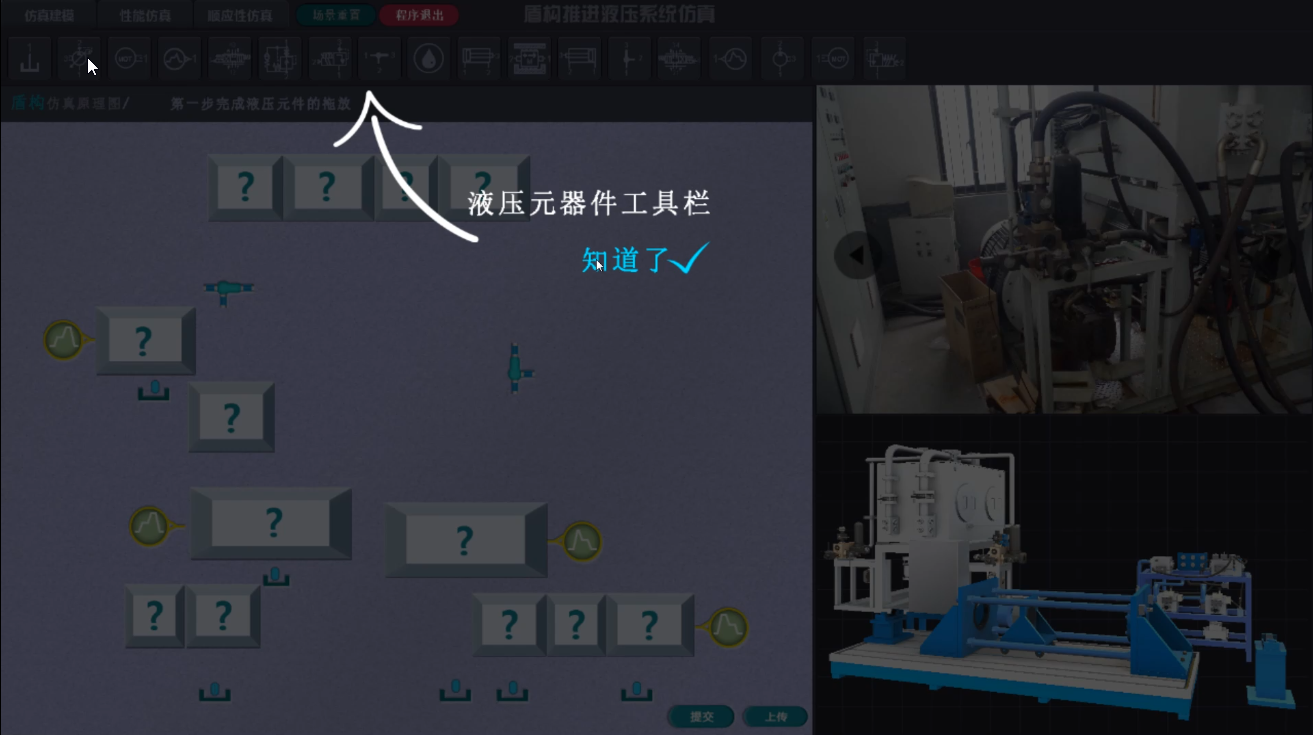 仿真建模 性能仿真 顺应性仿真 场景重置 程序退出 盾构推进液压系统仿真
盾构仿真原理图/ 第一步完成液压元件的拖放
? ? ? ?
液压元器件工具栏
知道了
?
?
? ?
? ? ? ? ?
提交 上传